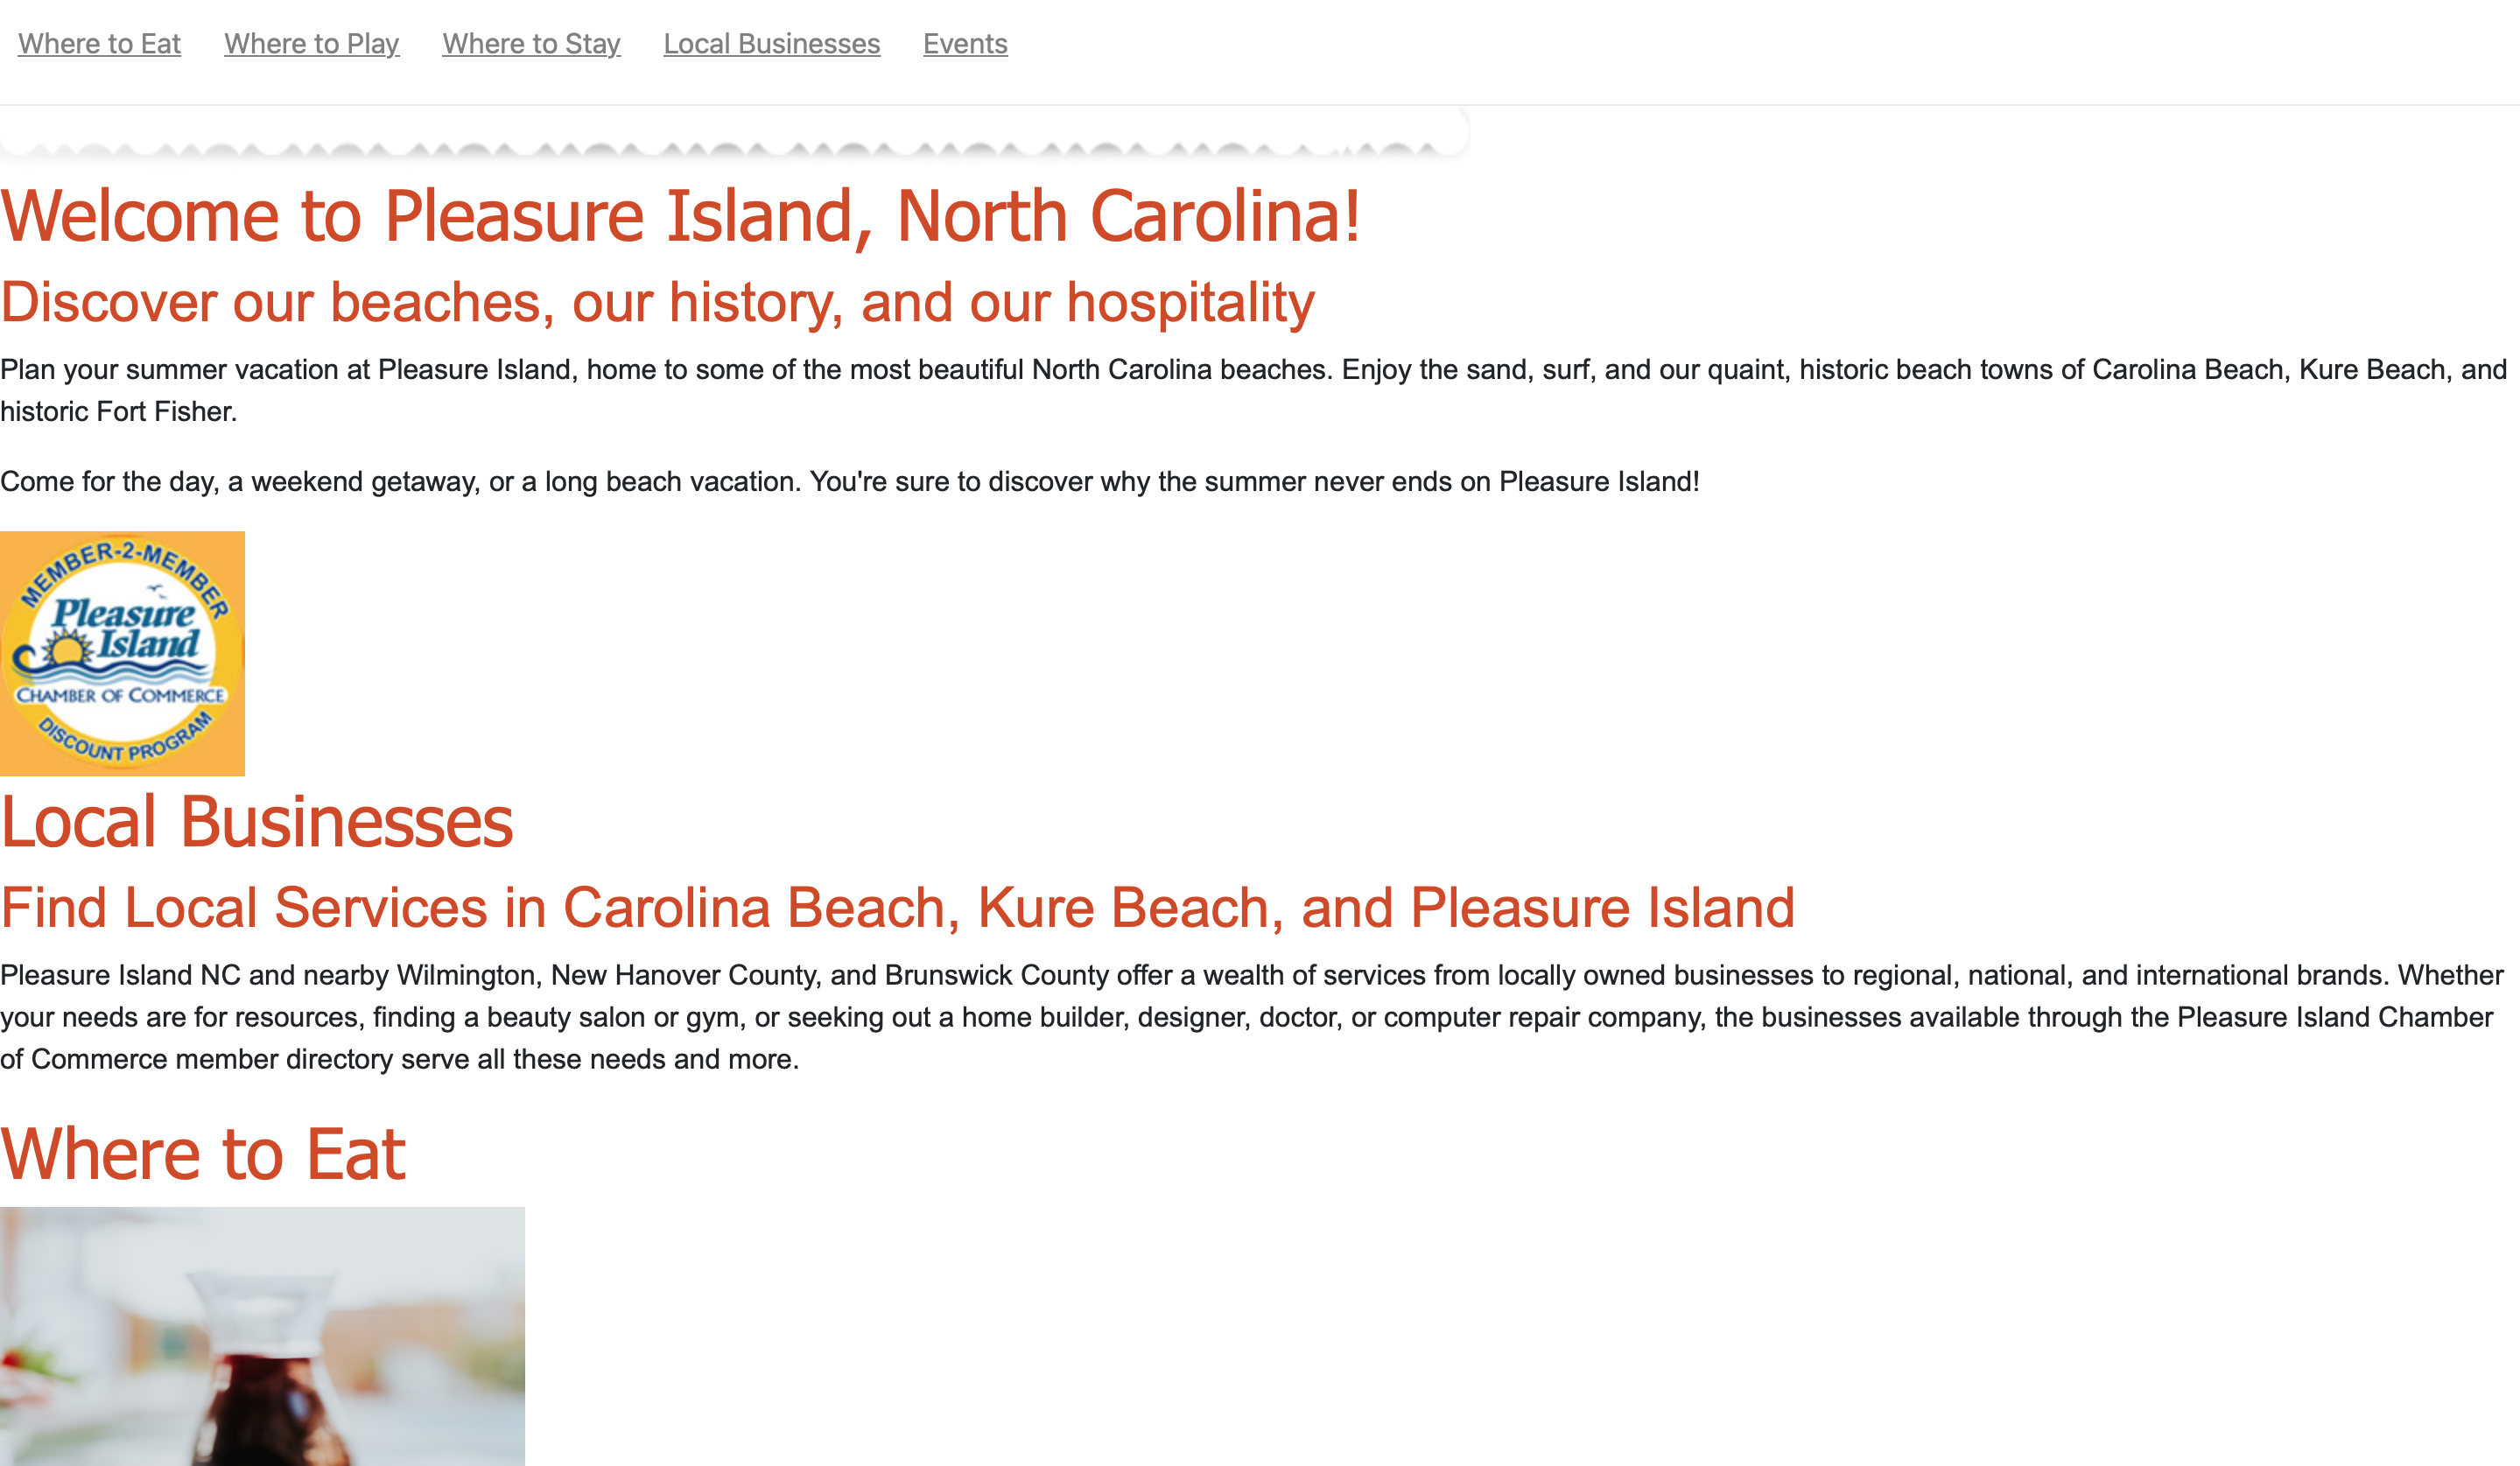 Where to Eat Where to Play Where to Stay Local Businesses Events
Welcome to Pleasure Island, North Carolina!
Discover our beaches, our history, and our hospitality
Plan your summer vacation at Pleasure Island, home to some of the most beautiful North Carolina beaches. Enjoy the sand, surf, and our quaint, historic beach towns of Carolina Beach, Kure Beach, and
historic Fort Fisher.
Come for the day, a weekend getaway, or a long beach vacation. You're sure to discover why the summer never ends on Pleasure Island!
MEMBER-2-MEMBER
Pleasure
Island
CHAMBER OF COMMERCE
DISCOUNT PROGRAM
Local Businesses
Find Local Services in Carolina Beach, Kure Beach, and Pleasure Island
Pleasure Island NC and nearby Wilmington, New Hanover County, and Brunswick County offer a wealth of services from locally owned businesses to regional, national, and international brands. Whether
your needs are for resources, finding a beauty salon or gym, or seeking out a home builder, designer, doctor, or computer repair company, the businesses available through the Pleasure Island Chamber
of Commerce member directory serve all these needs and more.
Where to Eat